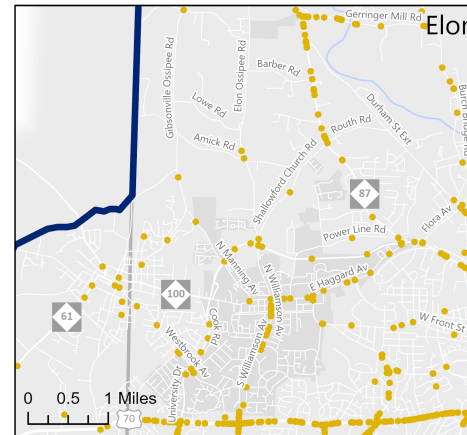 Gerringer Mill Rd
Elon
Gibsonville Ossipee Rd
Elon Ossipee Rd
Barber Rd
Burch Bridge Rd
Lowe Rd
Durham St Ext
Routh Rd
Amick Rd
Shallowford Church Rd
87
Flora Av
Power Line Rd
N Manning Av
N Williamson Av
E Haggard Av
100
61
Cook Rd
W Front St
Westbrook Av
S Williamson Av
University Dr
0 0.5 1 Miles
70